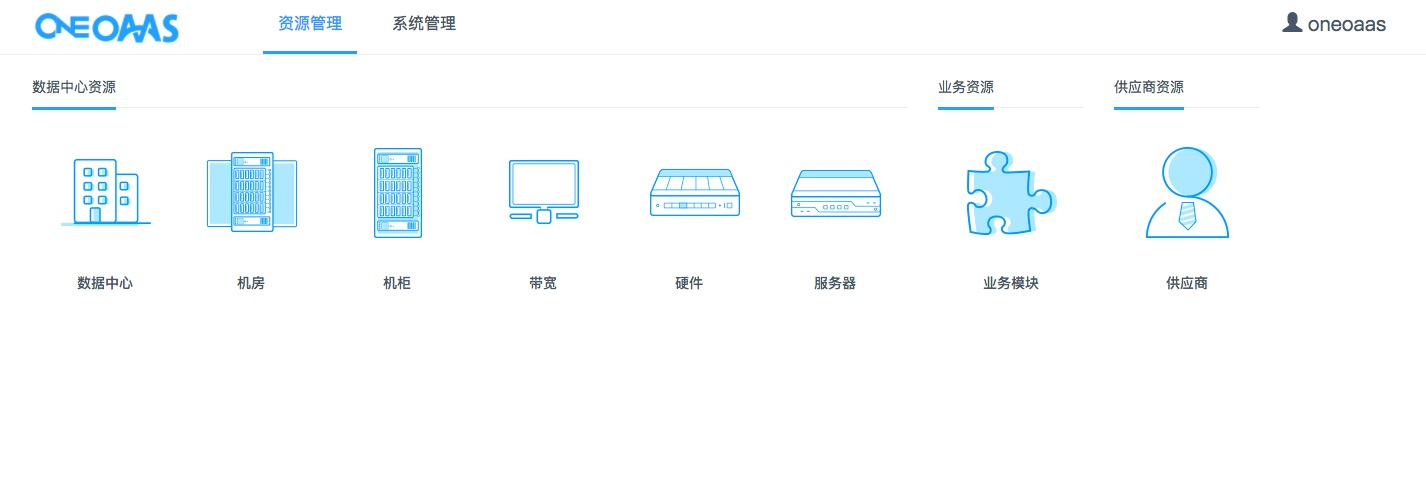 ONEOAAS
资源管理
系统管理
oneoaas
数据中心资源
业务资源
供应商资源
数据中心
机房
机柜
带宽
硬件
服务器
业务模块
供应商